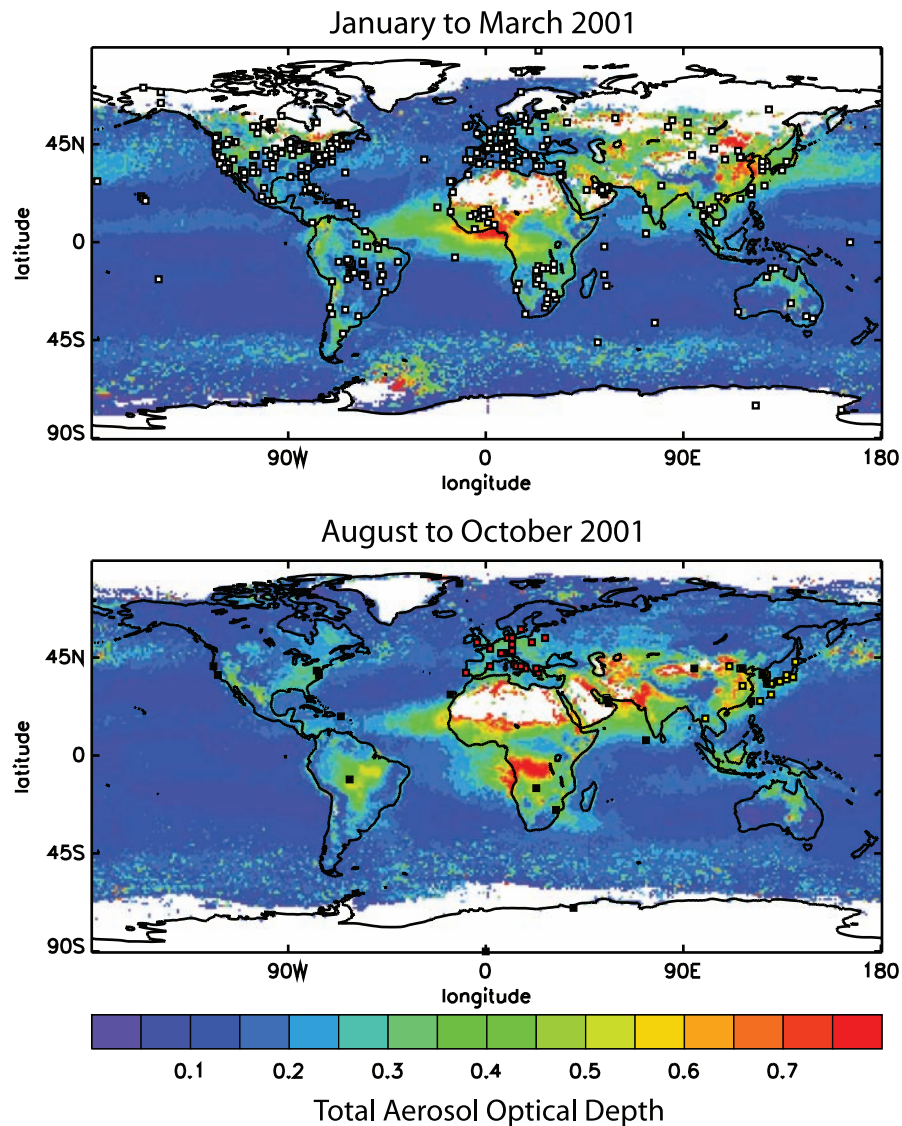 January to March 2001
45N
0
45S
90S
latitude
90W
0
90E
180
longitude
August to October 2001
45N
0
45S
90S
latitude
90W
0
90E
180
longitude
0.1
0.2
0.3
0.4
0.5
0.6
0.7
Total Aerosol Optical Depth